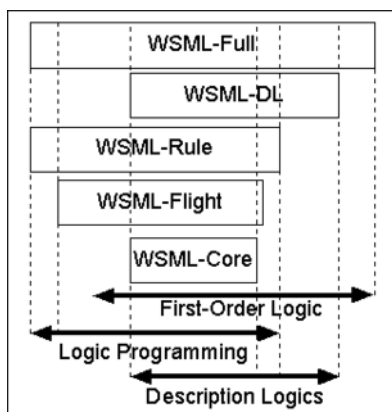 WSML-Full
WSML-DL
WSML-Rule
WSML-Flight
WSML-Core
First-Order Logic
Logic Programming
Description Logics